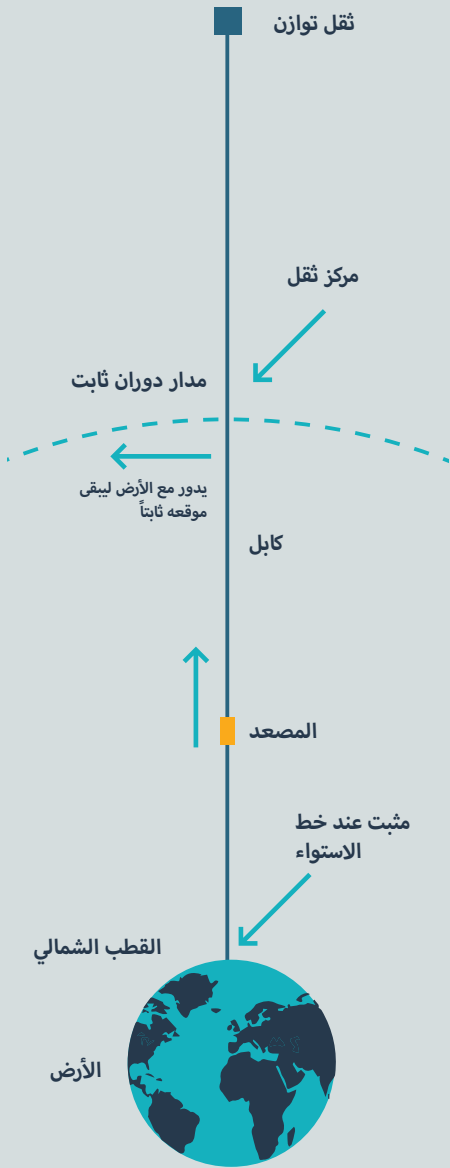 ثقل توازن
مركز ثقل
مدار دوران ثابت
يدور مع الأرض ليبقى
موقعه ثابتاً
كابل
المصعد
مثبت عند خط
الاستواء
القطب الشمالي
الأرض